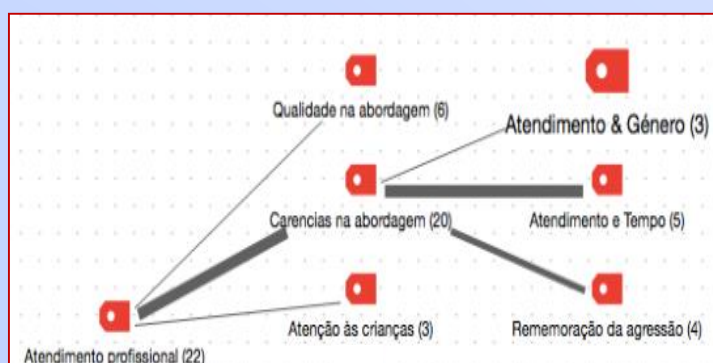 Qualidade na abordagem (6)
Atendimento & Género (3)
Carencias na abordagem (20)
Atendimento e Tempo (5)
Atenção às crianças (3)
Rememoração da agressão (4)
Atendimento profissional (22)